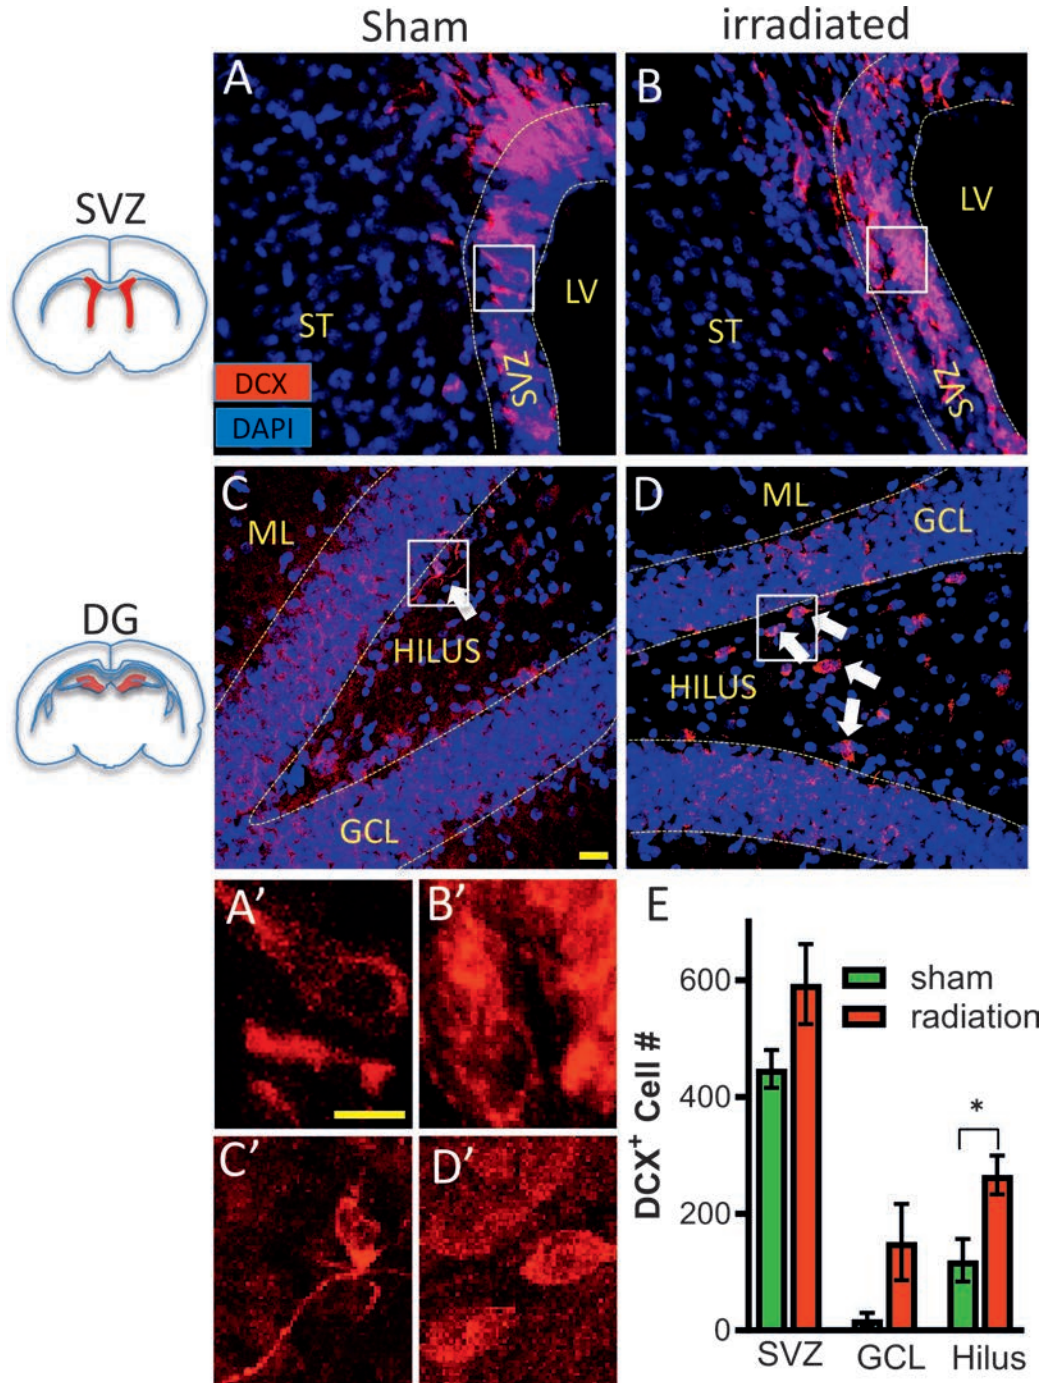 Sham
irradiated
A
B
LV
LV
SVZ
ST
ST
SVZ
SVZ
DCX
DAPI
C
D
ML
ML
GCL
DG
HILUS
HILUS
GCL
A’
B’
E
sham
radiation
600
400
200
0
DCX+ Cell #
*
C’
D’
SVZ
GCL
Hilus